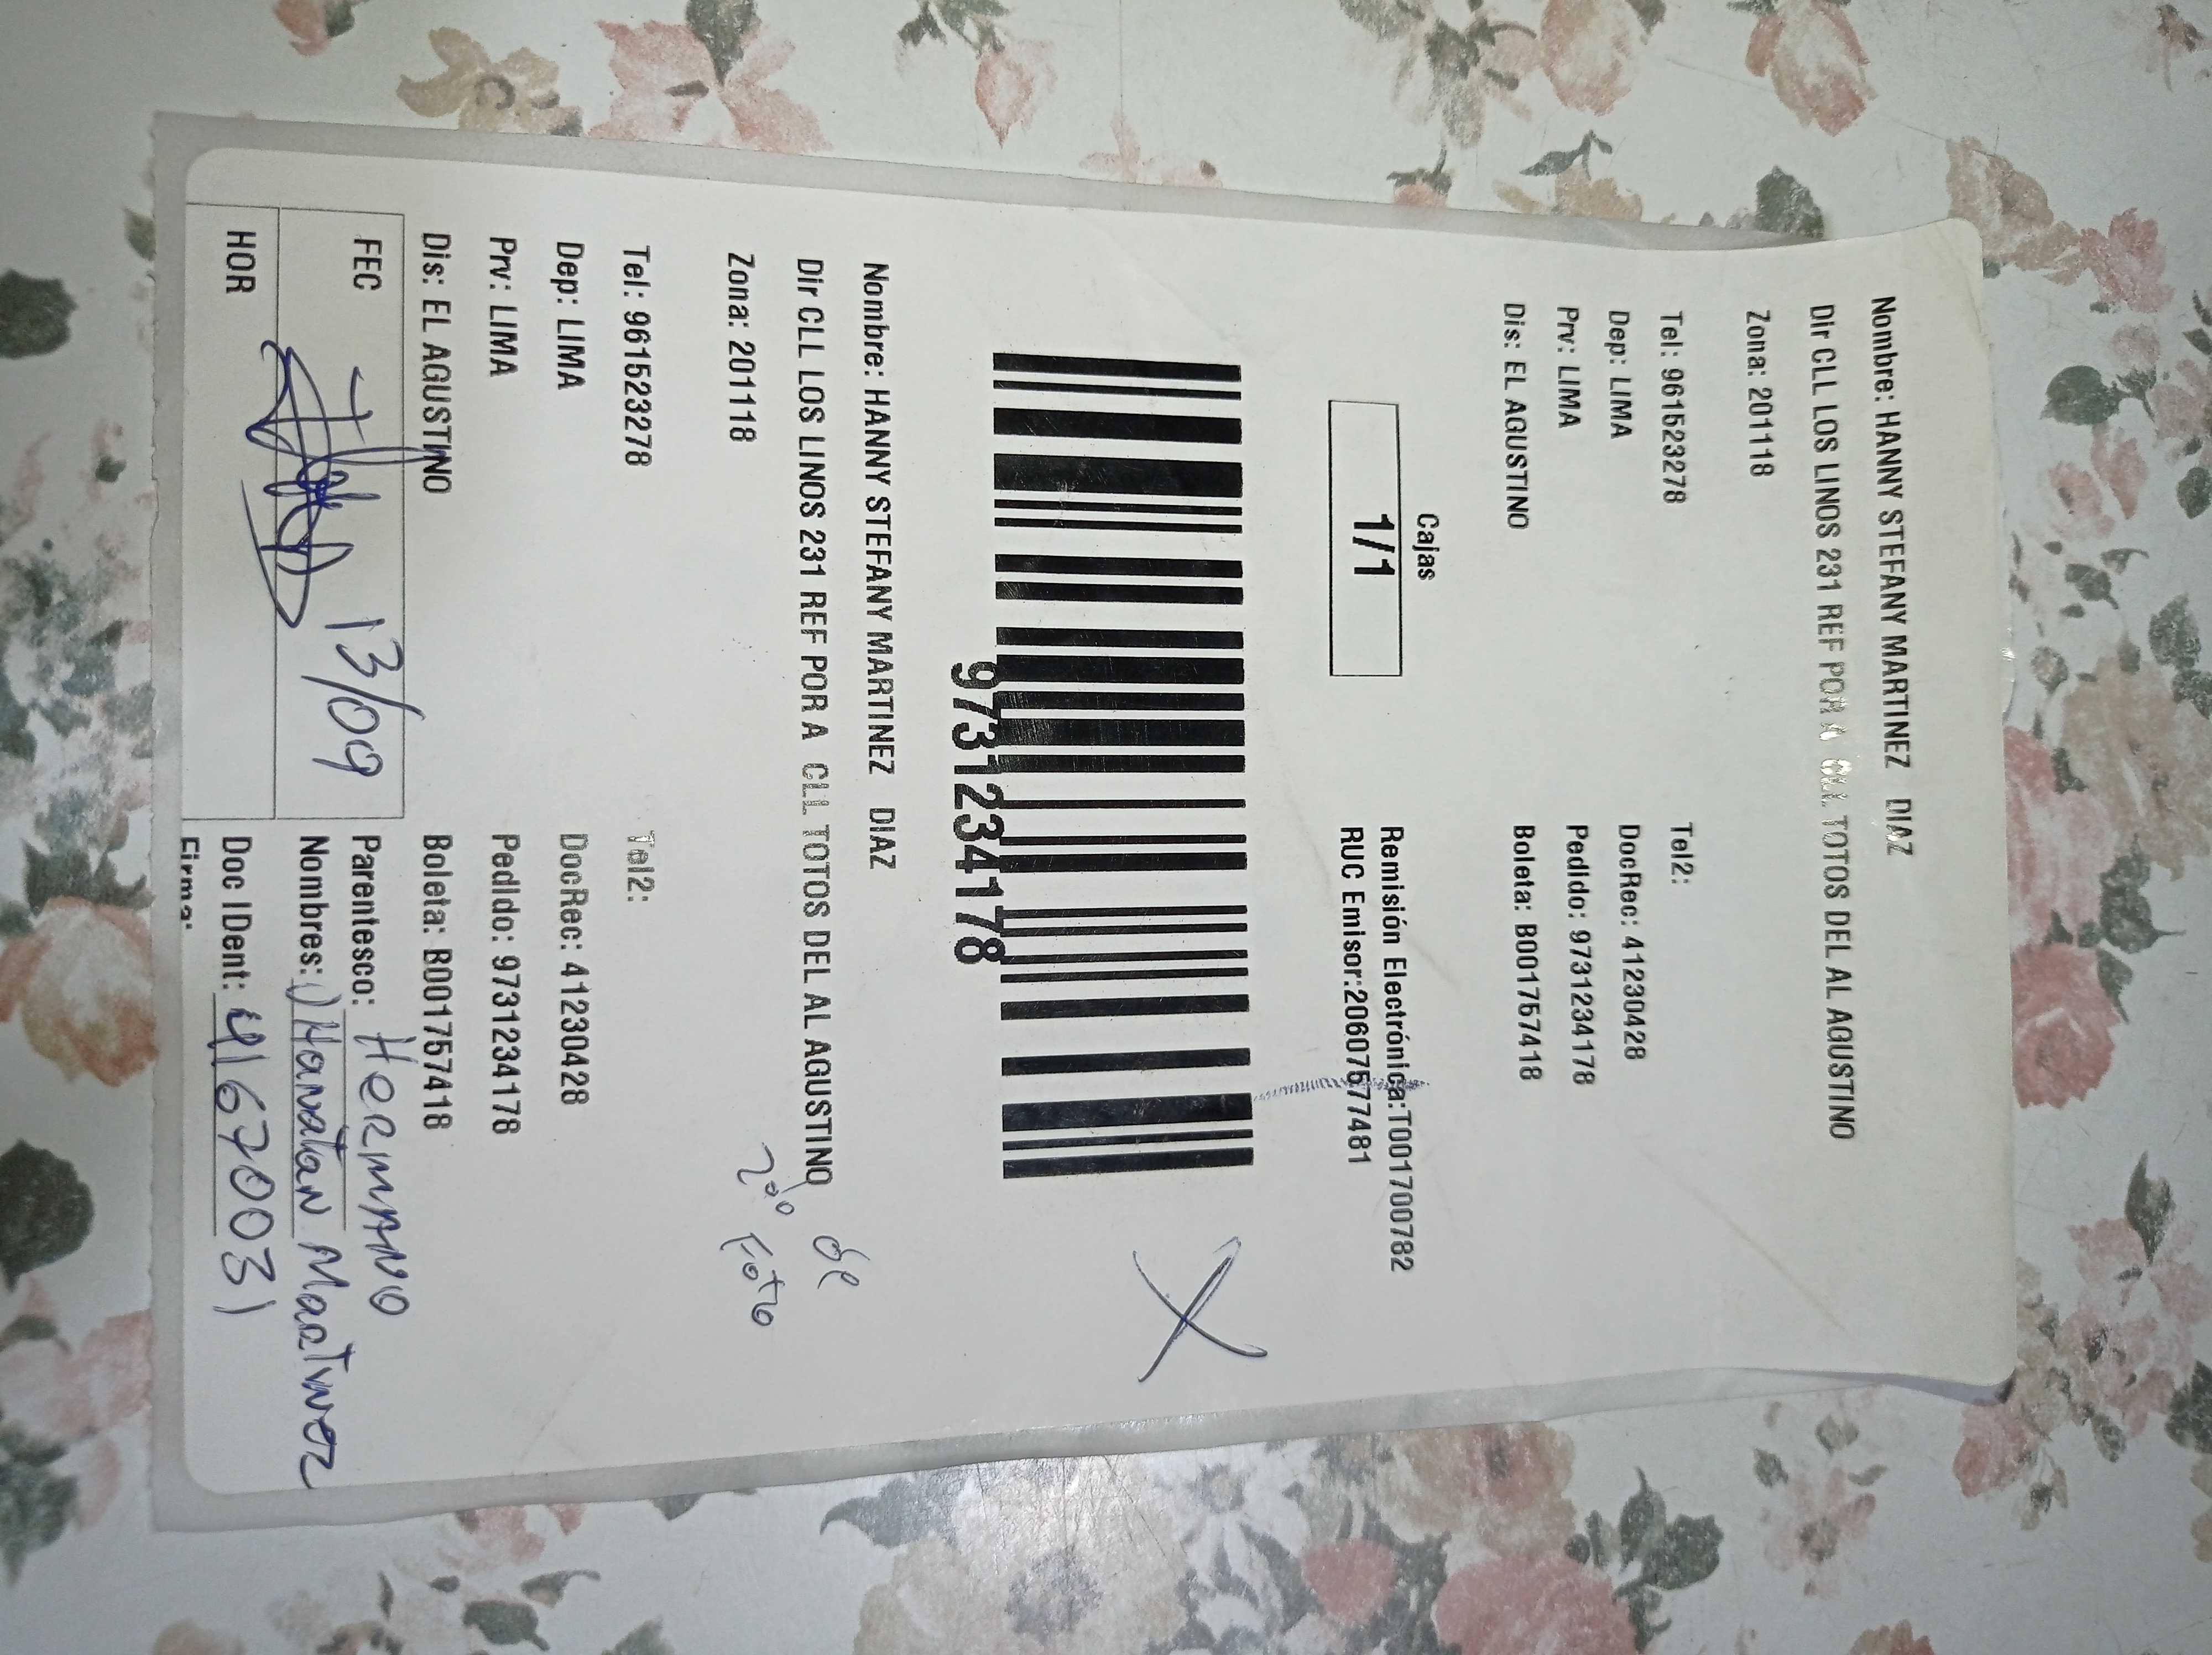 Nombre: HANNY STEFANY MARTINEZ DIAZ
Dir CLL LOS LINOS 231 REF POR A CLL TOTOS DEL AL AGUSTINO
Zona: 201118
Tel: 961523278 Tel2:
Dep: LIMA DocRec: 41230428
Prv: LIMA Pedido: 9731234178
Dis: EL AGUSTINO Boleta: B001757418
Cajas
1/1
Remisión Electrónica:T001700782
RUC Emisor:20607577481
9731234178
Nombre: HANNY STEFANY MARTINEZ DIAZ
Dir CLL LOS LINOS 231 REF POR A CLL TOTOS DEL AL AGUSTINO
de
Zona: 201118
Foto
Tel: 961523278 Tel2:
Dep: LIMA DocRec: 41230428
Prv: LIMA Pedido: 9731234178
Dis: EL AGUSTINO Boleta: B001757418
FEC 13/09 Parentesco: HERMANO
Nombres: Martinez
HOR Doc IDent: 41670031
Firma: